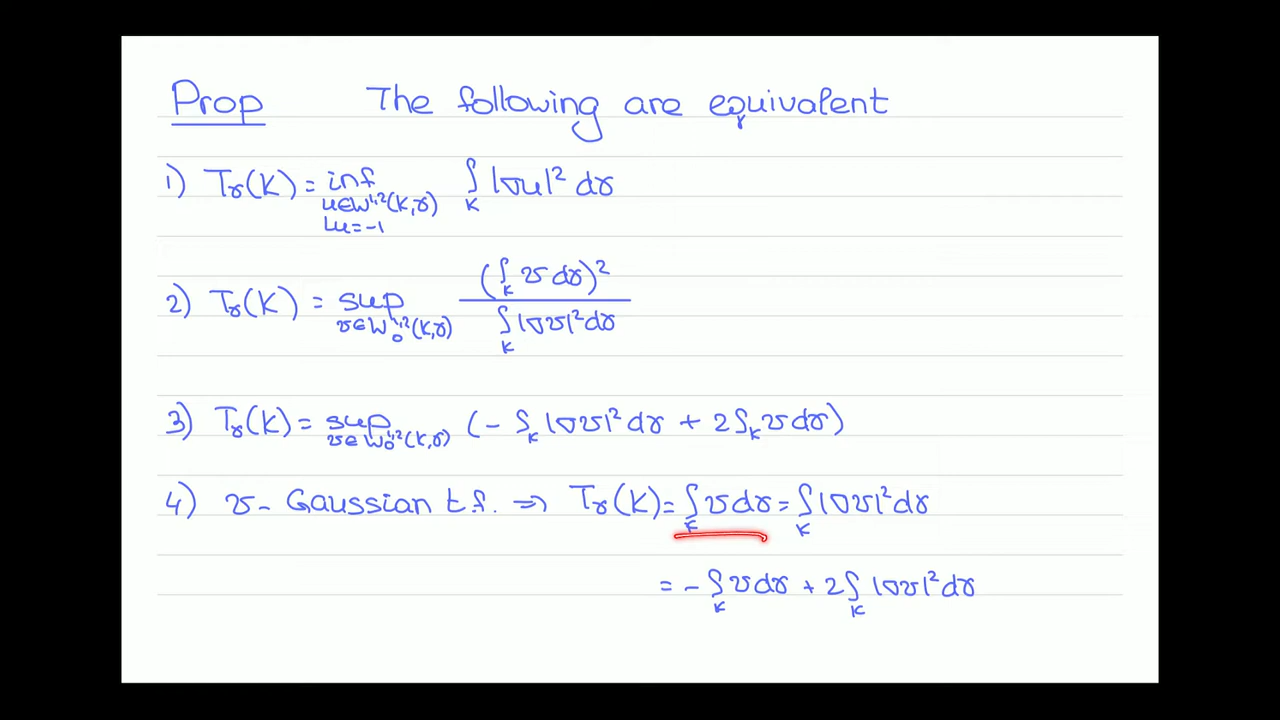 Prop The following are equivalent
1) Tγ(K) = inf ∫_K |∇u|² dγ
u∈W^{1,2}(K,γ)
Lu=-1
2) Tγ(K) = sup_{v∈W_0^{1,2}(K,γ)} (∫_K v dγ)² / ∫_K |∇v|² dγ
3) Tγ(K) = sup_{v∈W_0^{1,2}(K,γ)} (- ∫_K |∇v|² dγ + 2 ∫_K v dγ)
4) v - Gaussian t.f. ⇒ Tγ(K) = ∫_K v dγ = ∫_K |∇v|² dγ
= - ∫_K v dγ + 2 ∫_K |∇v|² dγ